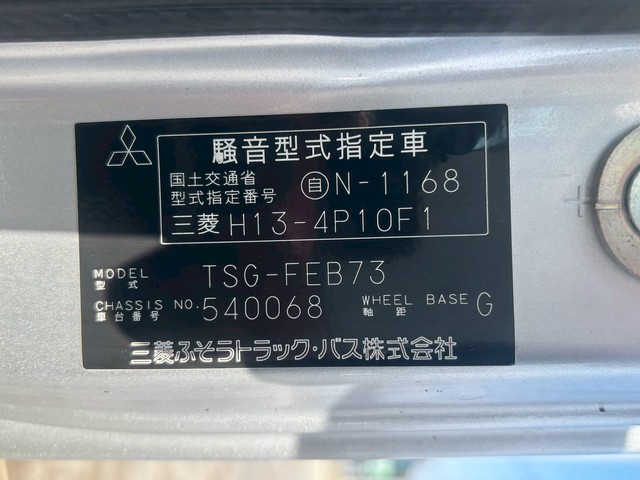 騒音型式指定車
国土交通省
型式指定番号 自N-1168
三菱 H13-4P10F1
MODEL TSG-FEB73
型式
CHASSIS NO. 540068 WHEEL BASE G
車台番号 軸距
三菱ふそうトラック・バス株式会社